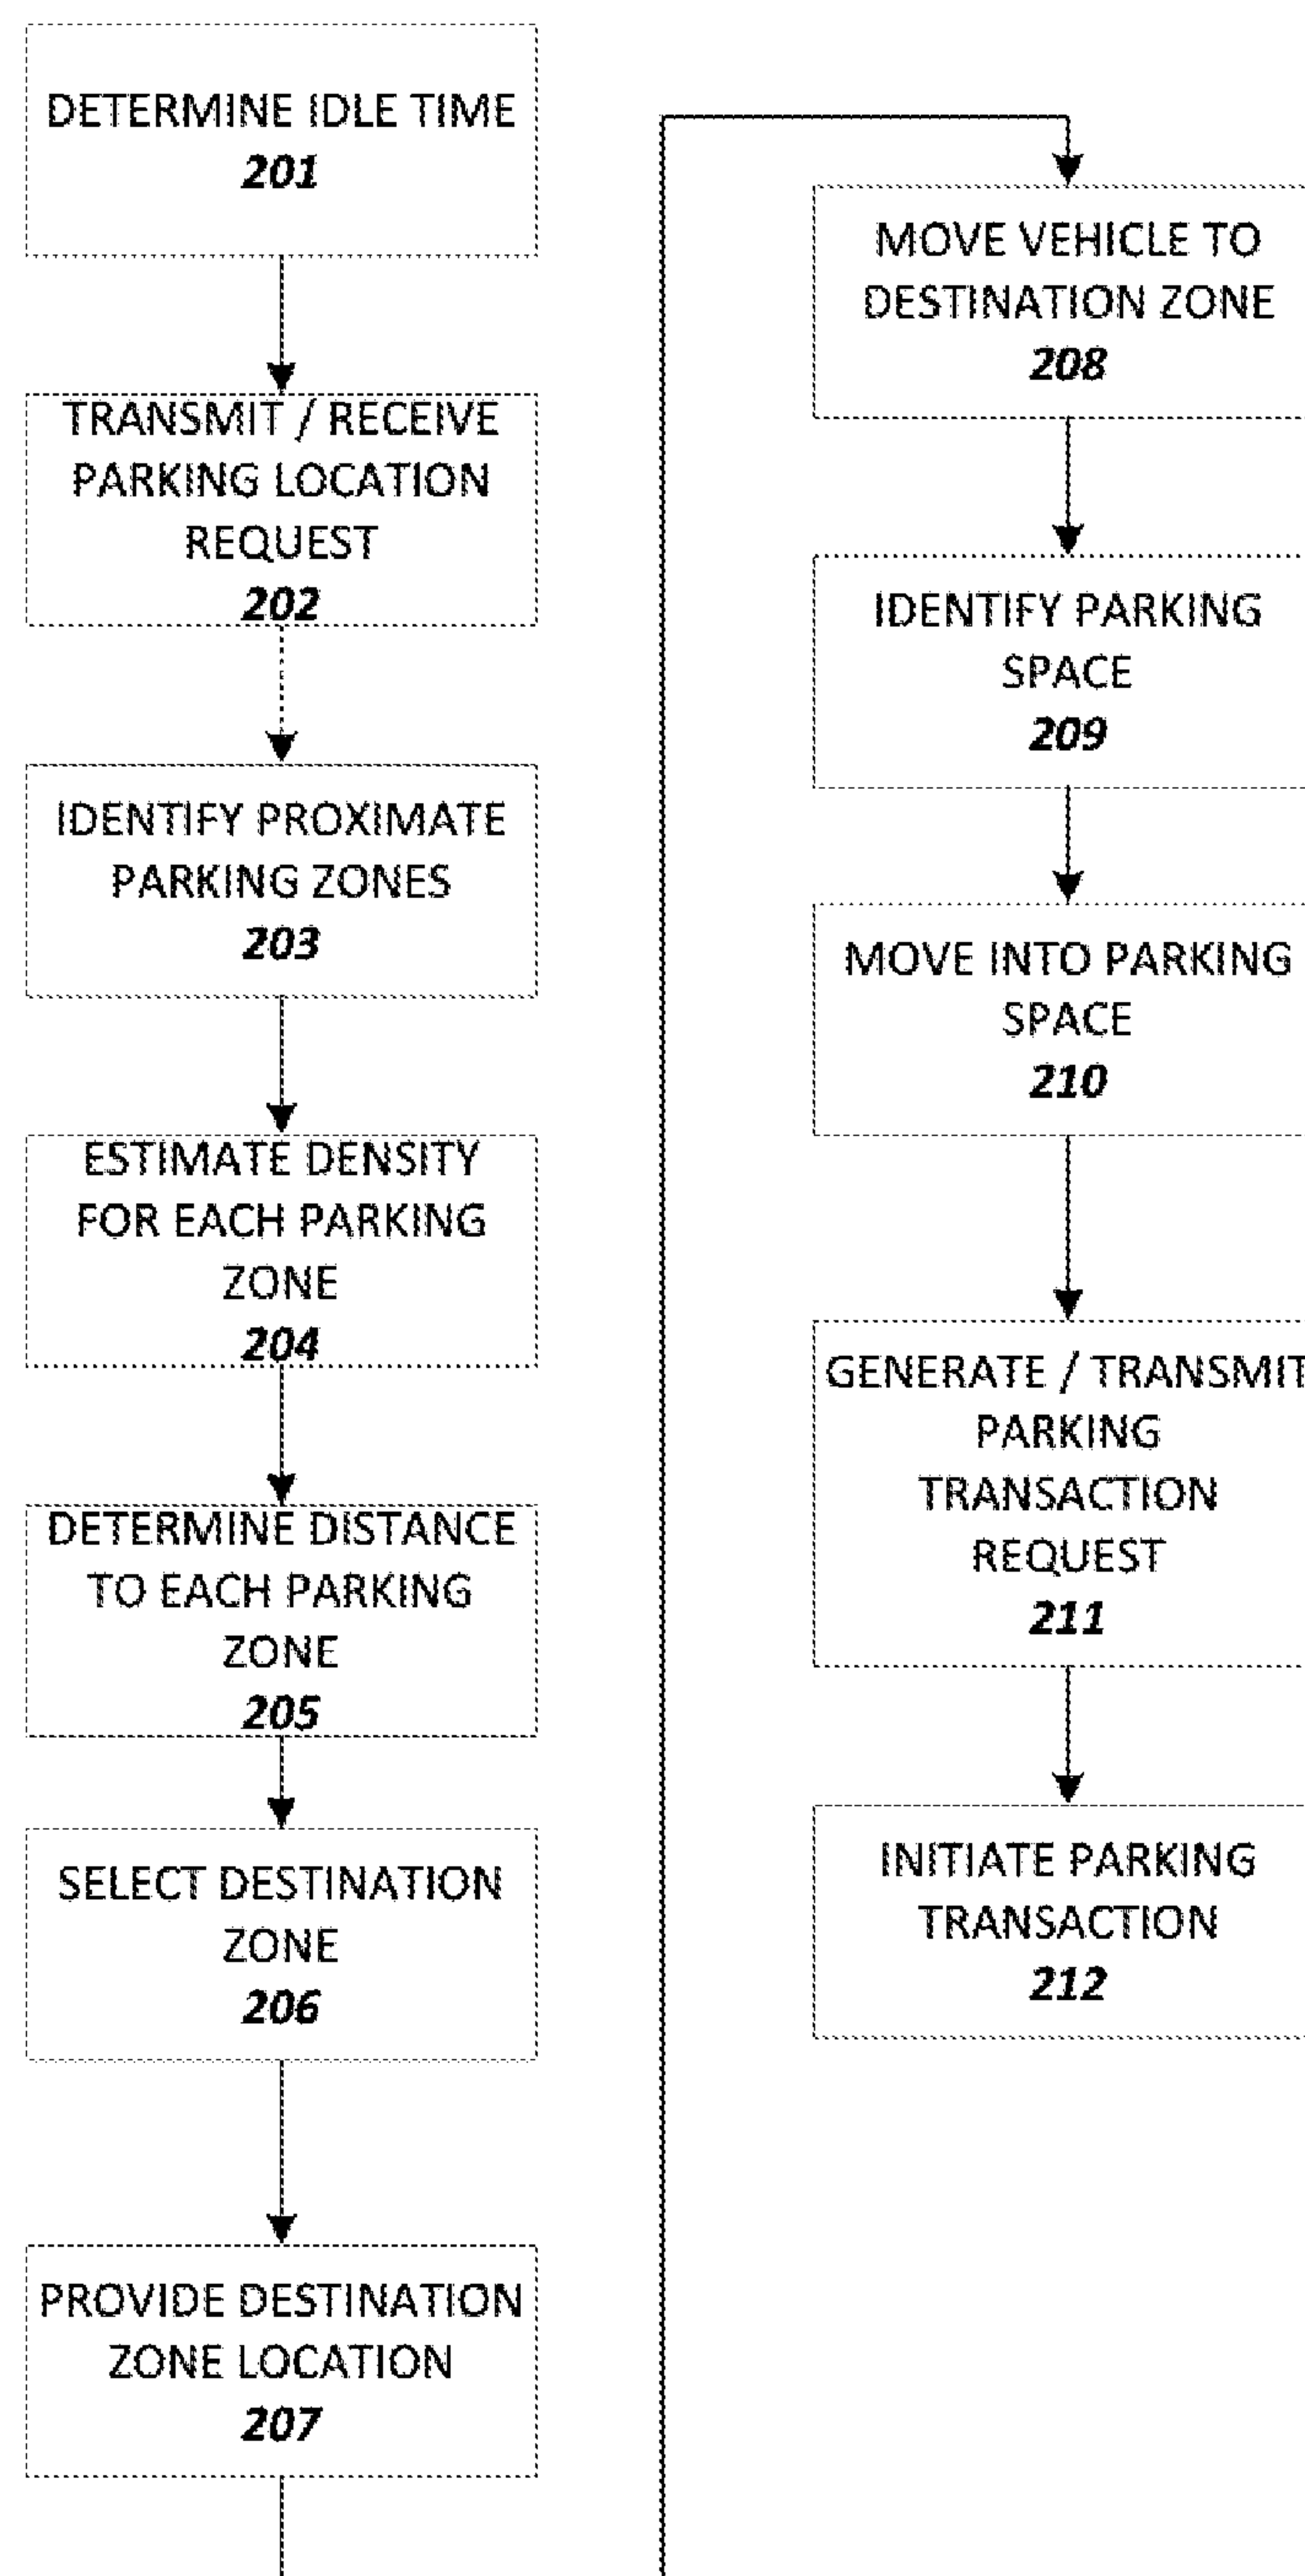 DETERMINE IDLE TIME
201
TRANSMIT / RECEIVE
PARKING LOCATION
REQUEST
202
IDENTIFY PROXIMATE
PARKING ZONES
203
ESTIMATE DENSITY
FOR EACH PARKING
ZONE
204
DETERMINE DISTANCE
TO EACH PARKING
ZONE
205
SELECT DESTINATION
ZONE
206
PROVIDE DESTINATION
ZONE LOCATION
207
MOVE VEHICLE TO
DESTINATION ZONE
208
IDENTIFY PARKING
SPACE
209
MOVE INTO PARKING
SPACE
210
GENERATE / TRANSMIT
PARKING
TRANSACTION
REQUEST
211
INITIATE PARKING
TRANSACTION
212